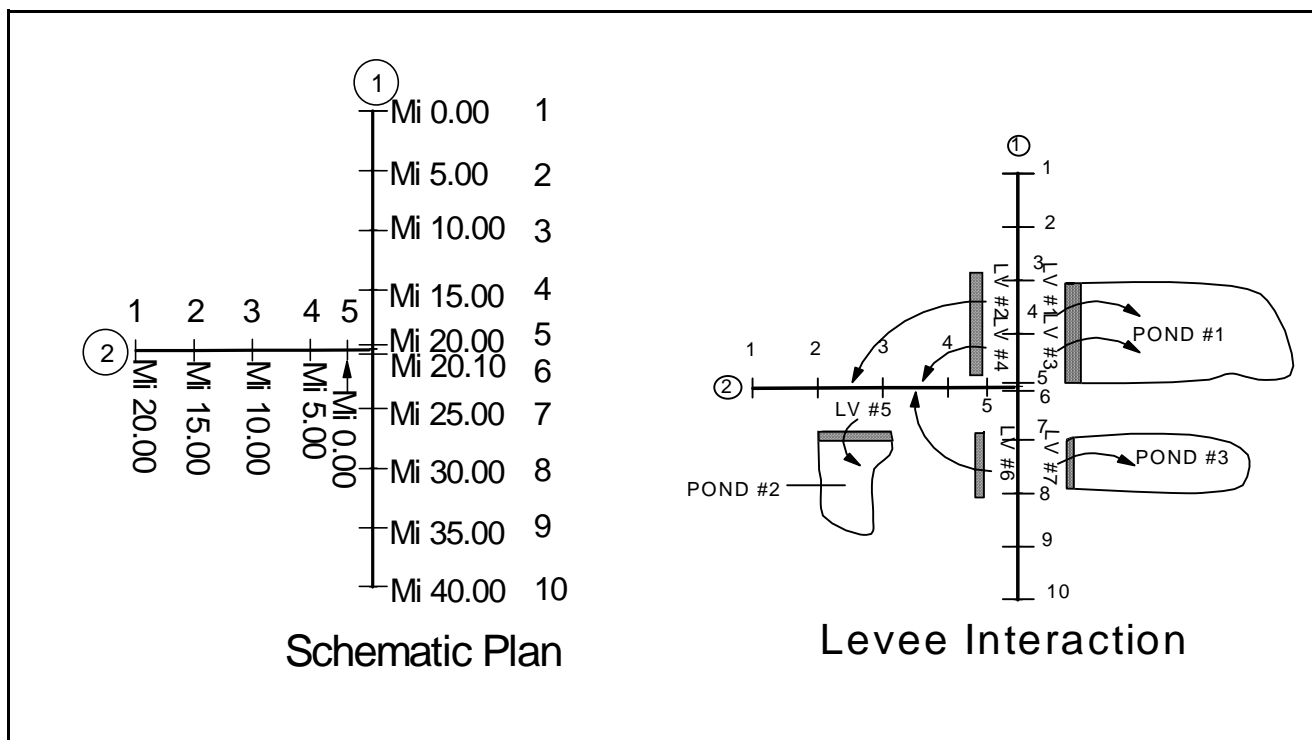 1
Mi 0.00 1
Mi 5.00 2
Mi 10.00 3
Mi 15.00 4
Mi 20.00 5
Mi 20.10 6
Mi 25.00 7
Mi 30.00 8
Mi 35.00 9
Mi 40.00 10
1 2 3 4 5
2
Mi 20.00
Mi 15.00
Mi 10.00
Mi 5.00
Mi 0.00
Schematic Plan
1
1
2
3
4
5
6
7
8
9
10
LV #2
LV #1
LV #4
LV #3
POND #1
1 2 3 4
5
2
LV #5
POND #2
LV #6
LV #7
POND #3
Levee Interaction